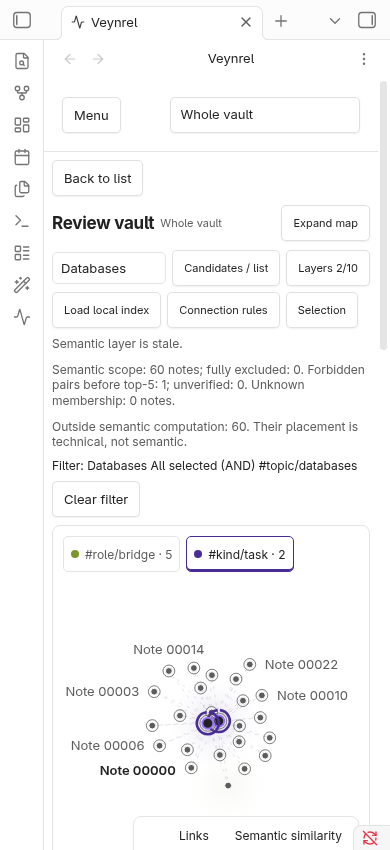 Veynrel
Veynrel
Menu
Whole vault
Back to list
Review vault Whole vault Expand map
Databases Candidates / list Layers 2/10
Load local index Connection rules Selection
Semantic layer is stale.
Semantic scope: 60 notes; fully excluded: 0. Forbidden
pairs before top-5: 1; unverified: 0. Unknown
membership: 0 notes.
Outside semantic computation: 60. Their placement is
technical, not semantic.
Filter: Databases All selected (AND) #topic/databases
Clear filter
#role/bridge · 5 #kind/task · 2
Note 00014
Note 00022
Note 00003
Note 00010
Note 00006
Note 00000
Links Semantic similarity